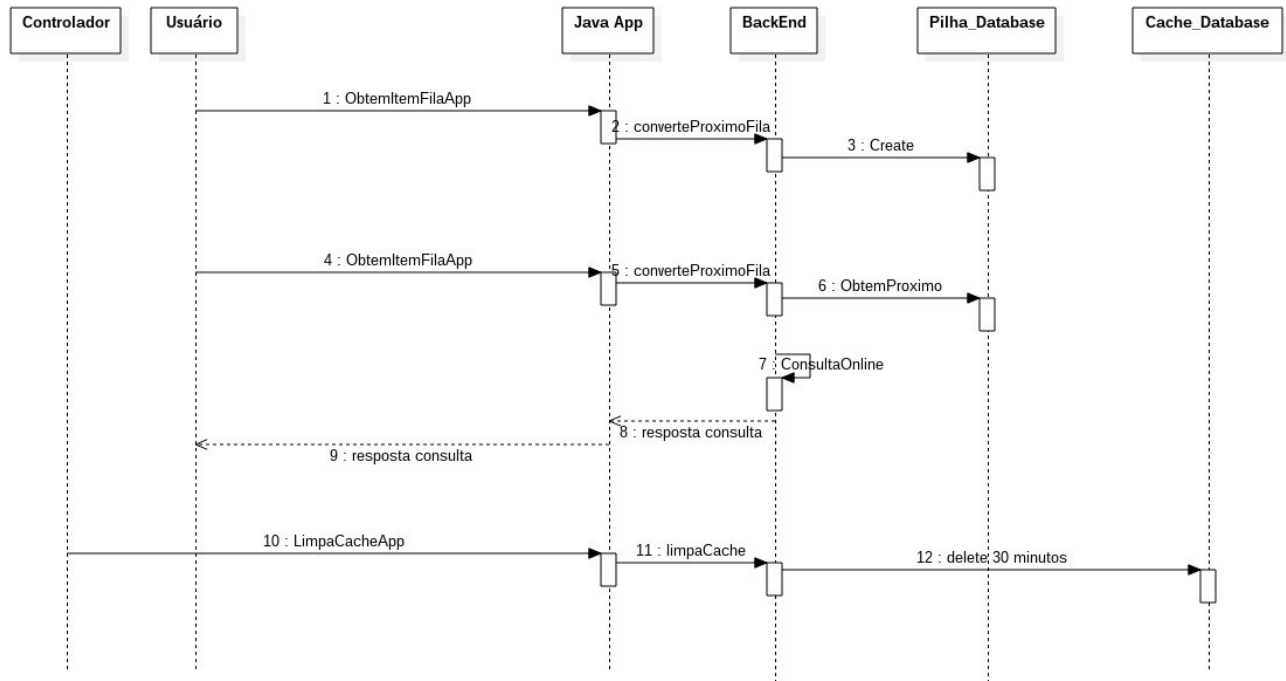 Controlador
Usuário
Java App
BackEnd
Pilha_Database
Cache_Database
1 : ObtemItemFilaApp
2 : converteProximoFila
3 : Create
4 : ObtemItemFilaApp
5 : converteProximoFila
6 : ObtemProximo
7 : ConsultaOnline
8 : resposta consulta
9 : resposta consulta
10 : LimpaCacheApp
11 : limpaCache
12 : delete 30 minutos